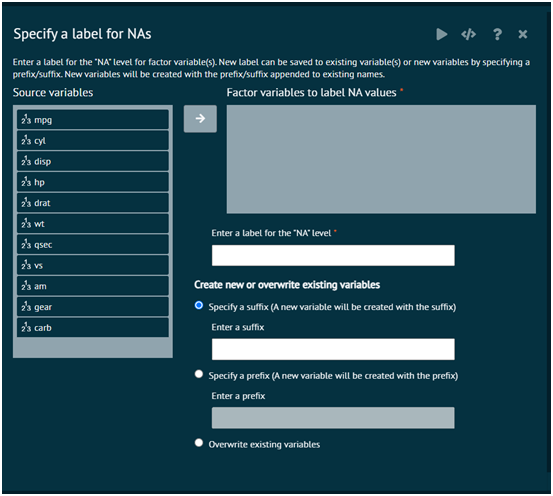 Specify a label for NAs
Enter a label for the "NA" level for factor variable(s). New label can be saved to existing variable(s) or new variables by specifying a
prefix/suffix. New variables will be created with the prefix/suffix appended to existing names.
Source variables
Factor variables to label NA values *
mpg
cyl
disp
hp
drat
wt
qsec
vs
am
gear
carb
Enter a label for the "NA" level *
Create new or overwrite existing variables
Specify a suffix (A new variable will be created with the suffix)
Enter a suffix
Specify a prefix (A new variable will be created with the prefix)
Enter a prefix
Overwrite existing variables